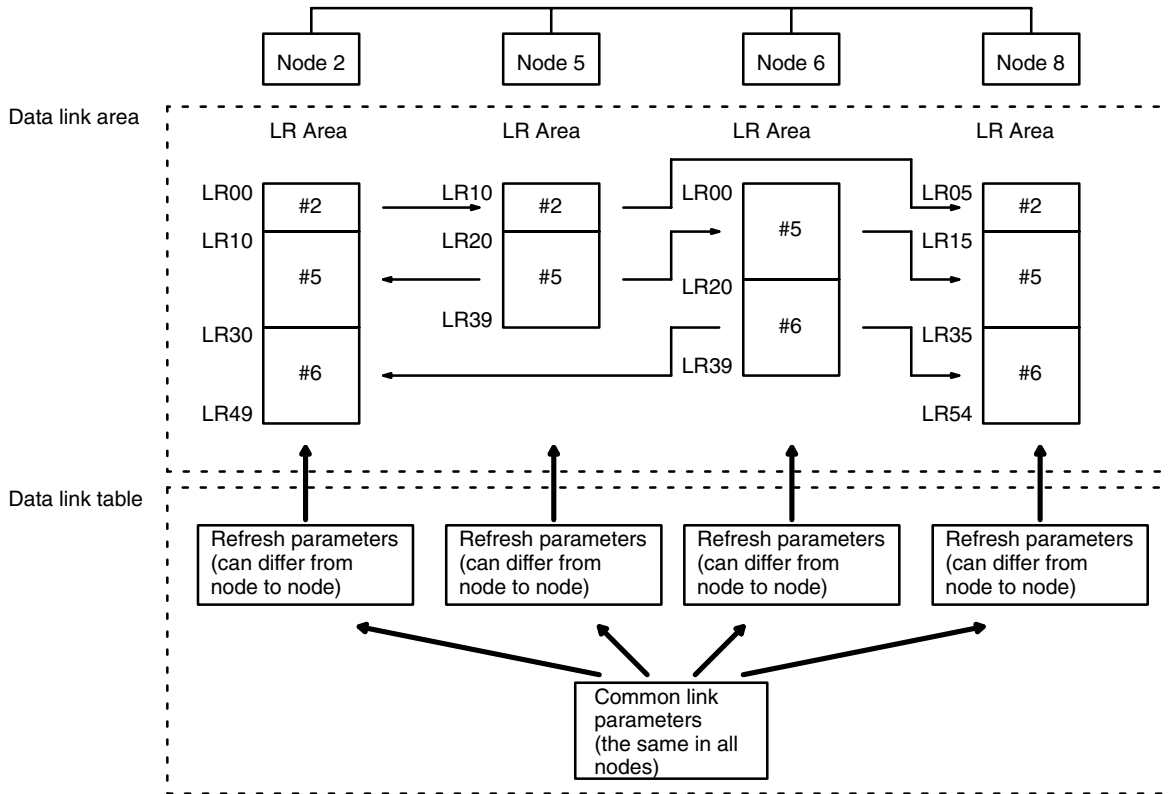 Node 2
Node 5
Node 6
Node 8
Data link area
LR Area
LR Area
LR Area
LR Area
LR00
#2
LR10
#5
LR30
#6
LR49
LR10
#2
LR20
#5
LR39
LR00
#5
LR20
#6
LR39
LR05
#2
LR15
#5
LR35
#6
LR54
Data link table
Refresh parameters
(can differ from
node to node)
Refresh parameters
(can differ from
node to node)
Refresh parameters
(can differ from
node to node)
Refresh parameters
(can differ from
node to node)
Common link
parameters
(the same in all
nodes)